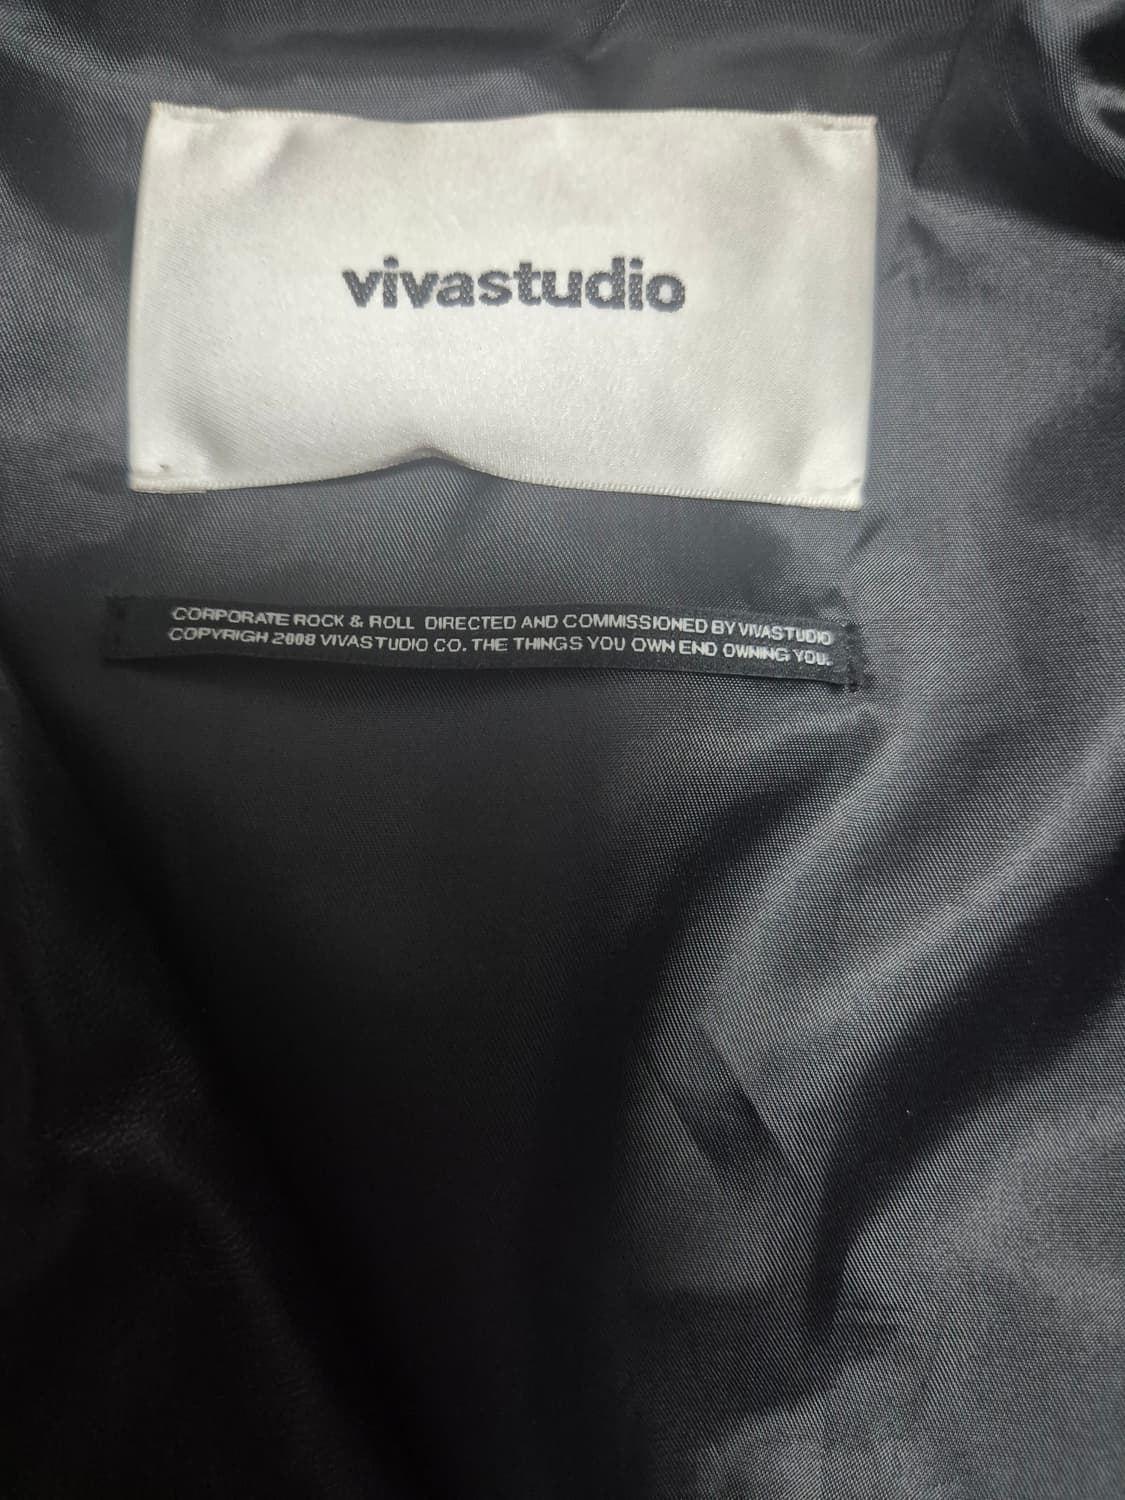 vivastudio
CORPORATE ROCK & ROLL DIRECTED AND COMMISSIONED BY VIVASTUDIO
COPYRIGH 2008 VIVASTUDIO CO. THE THINGS YOU OWN END OWNING YOU.